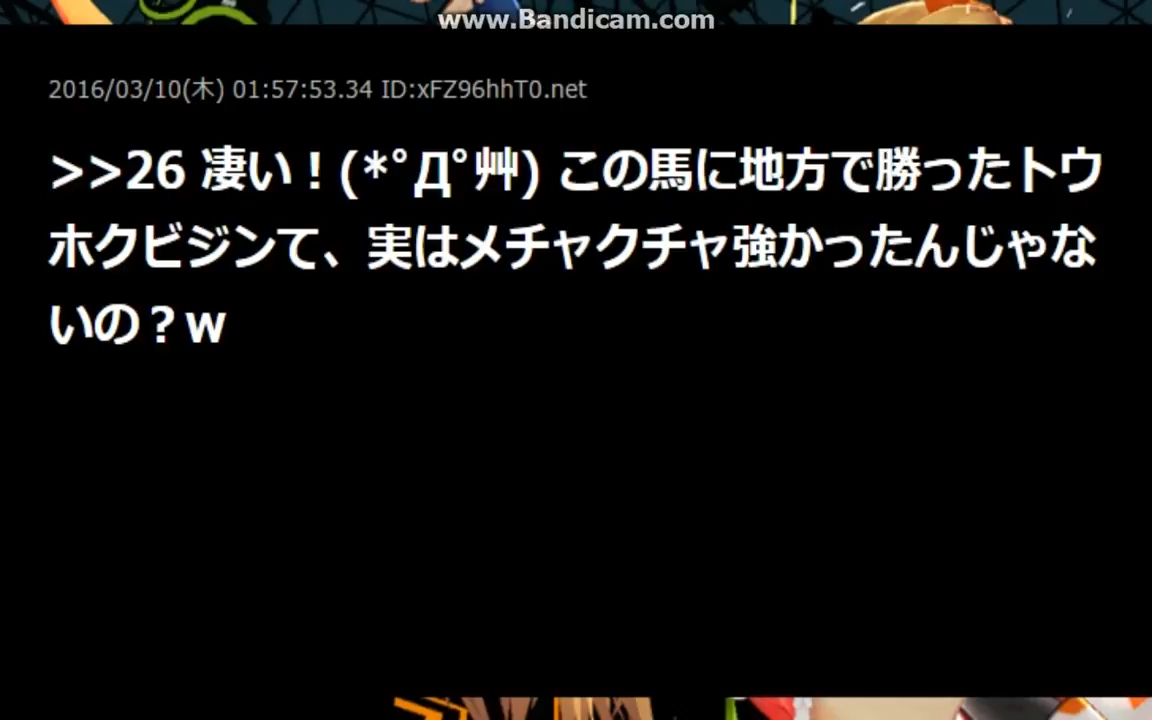 www.Bandicam.com
2016/03/10(木) 01:57:53.34 ID:xFZ96hhT0.net
>>26 凄い！(*ﾟДﾟ艸) この馬に地方で勝ったトウ
ホクビジンて、実はメチャクチャ強かったんじゃな
いの？w